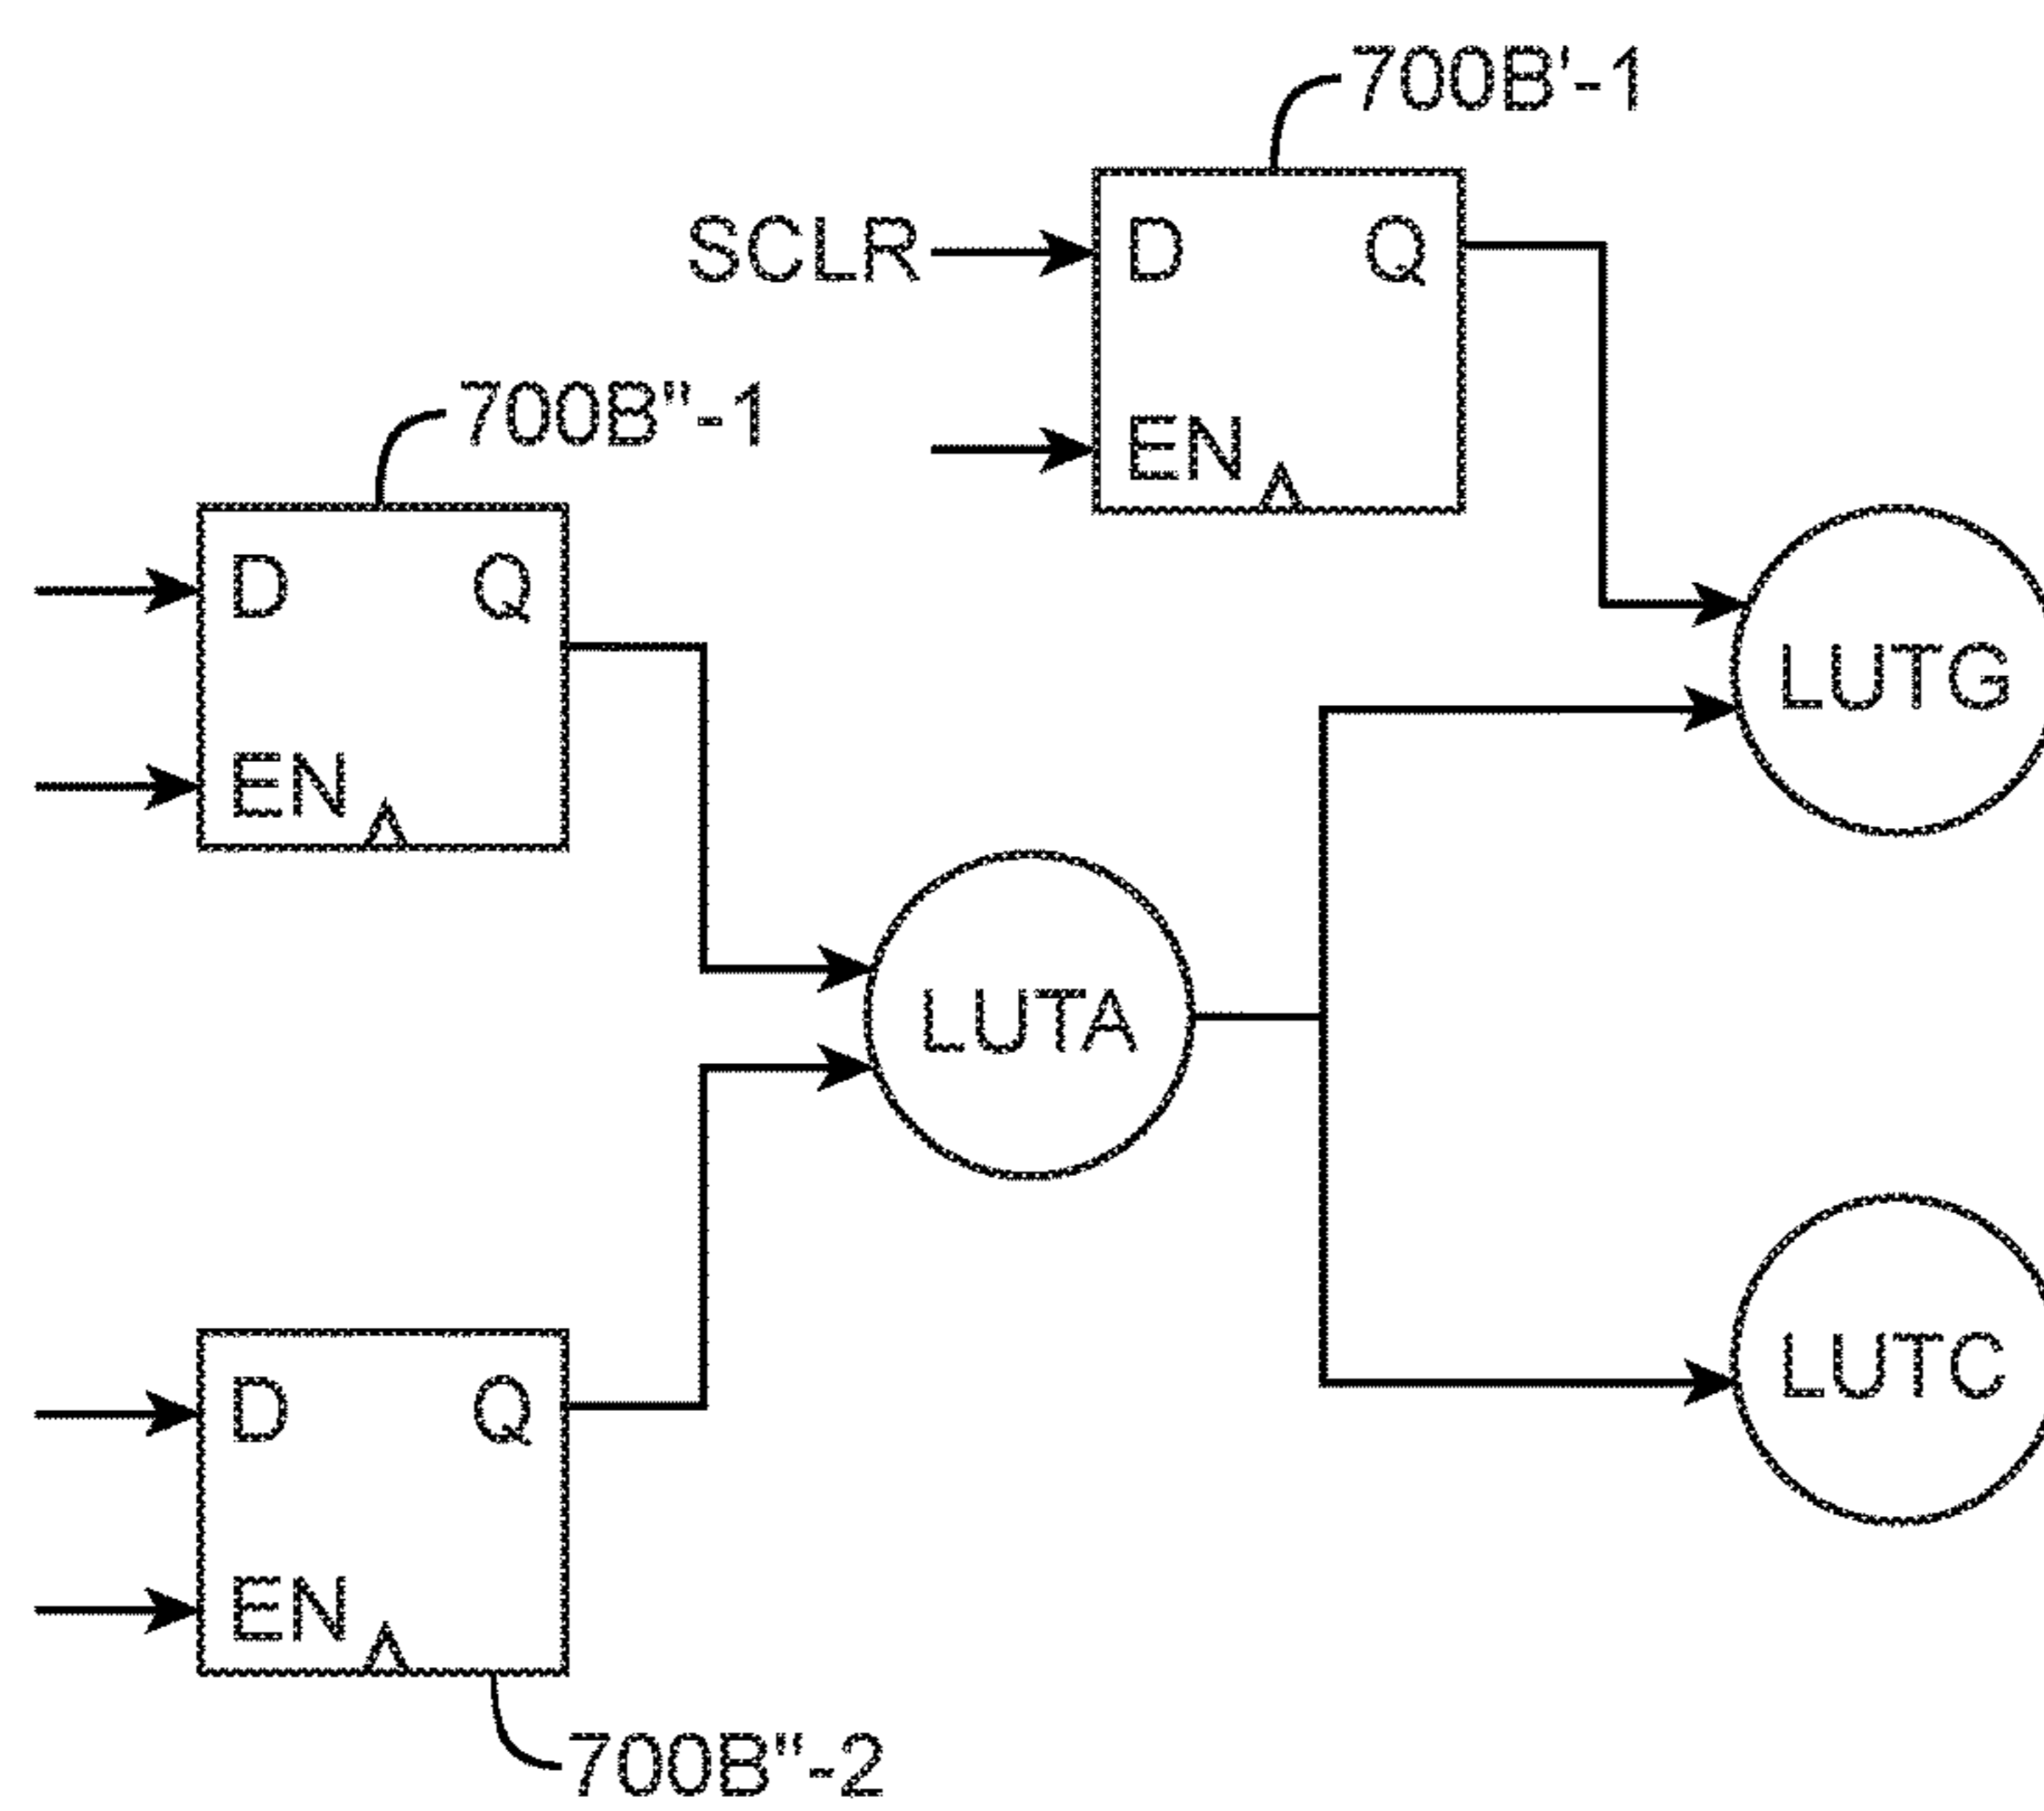 700B'-1
SCLR
D
Q
EN
700B"-1
D
Q
EN
LUTG
LUTA
LUTC
D
Q
EN
700B"-2